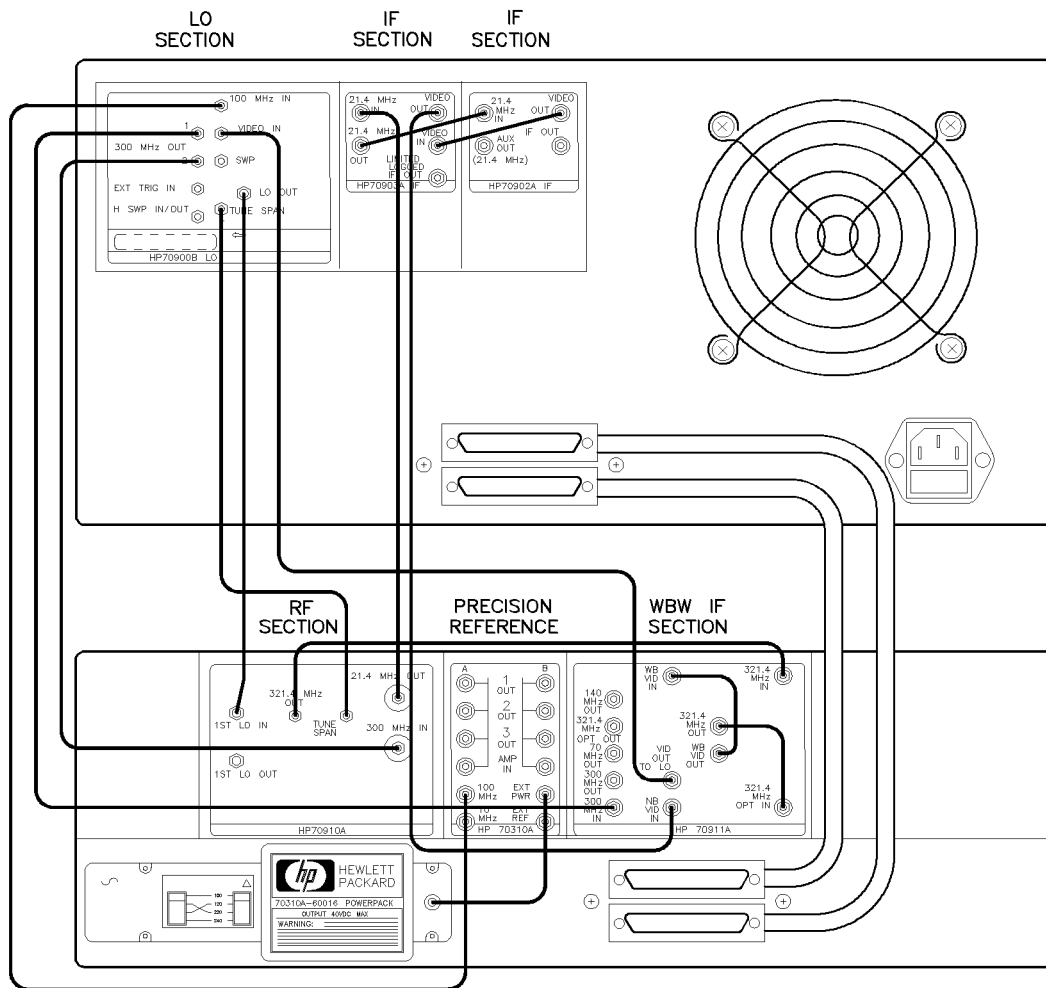 LO
SECTION
IF
SECTION
IF
SECTION
100 MHz IN
1
VIDEO IN
300 MHz OUT
2
SWP
EXT TRIG IN
LO OUT
H SWP IN/OUT
TUNE SPAN
HP70900B LO
21.4 MHz
IN
VIDEO
OUT
21.4 MHz
OUT
VIDEO
IN
LIMITED
LOGGED
IF OUT
HP70903A IF
21.4
MHz
IN
VIDEO
OUT
AUX
OUT
(21.4 MHz)
IF OUT
HP70902A IF
RF
SECTION
PRECISION
REFERENCE
WBW IF
SECTION
21.4 MHz OUT
321.4 MHz
OUT
1ST LO IN
TUNE
SPAN
300 MHz IN
1ST LO OUT
HP70910A
A
B
1
OUT
2
OUT
3
OUT
AMP
IN
100
MHz
EXT
PWR
10
MHz
EXT
REF
HP 70310A
WB
VID
IN
321.4
MHz
IN
140
MHz
OUT
321.4
MHz
OPT OUT
321.4
MHz
OUT
70
MHz
OUT
VID
OUT
TO LO
WB
VID
OUT
300
MHz
OUT
300
MHz
IN
NB
VID
IN
321.4
MHz
OPT IN
HP 70911A
100
120
220
240
hp
HEWLETT
PACKARD
70310A-60016 POWERPACK
OUTPUT 40VDC MAX
WARNING: